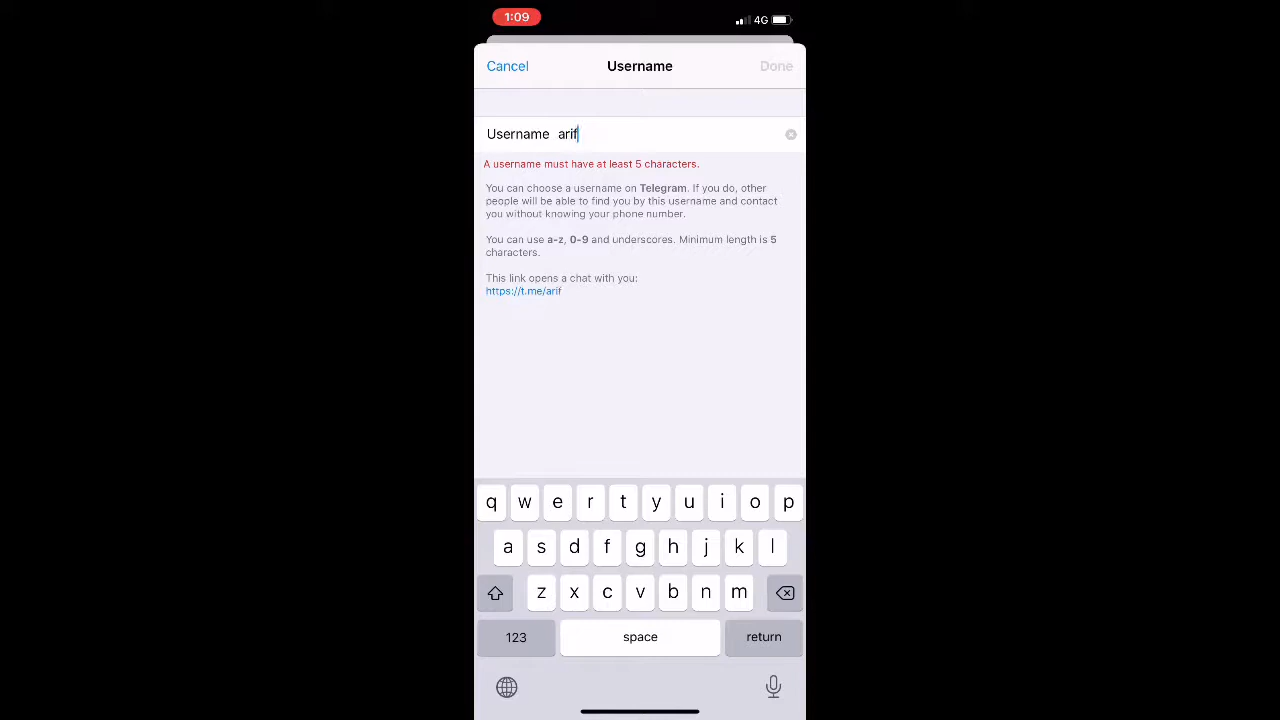 1:09
4G
Cancel Username Done
Username arif
A username must have at least 5 characters.
You can choose a username on Telegram. If you do, other
people will be able to find you by this username and contact
you without knowing your phone number.
You can use a-z, 0-9 and underscores. Minimum length is 5
characters.
This link opens a chat with you:
https://t.me/arif
q w e r t y u i o p
a s d f g h j k l
z x c v b n m
123 space return